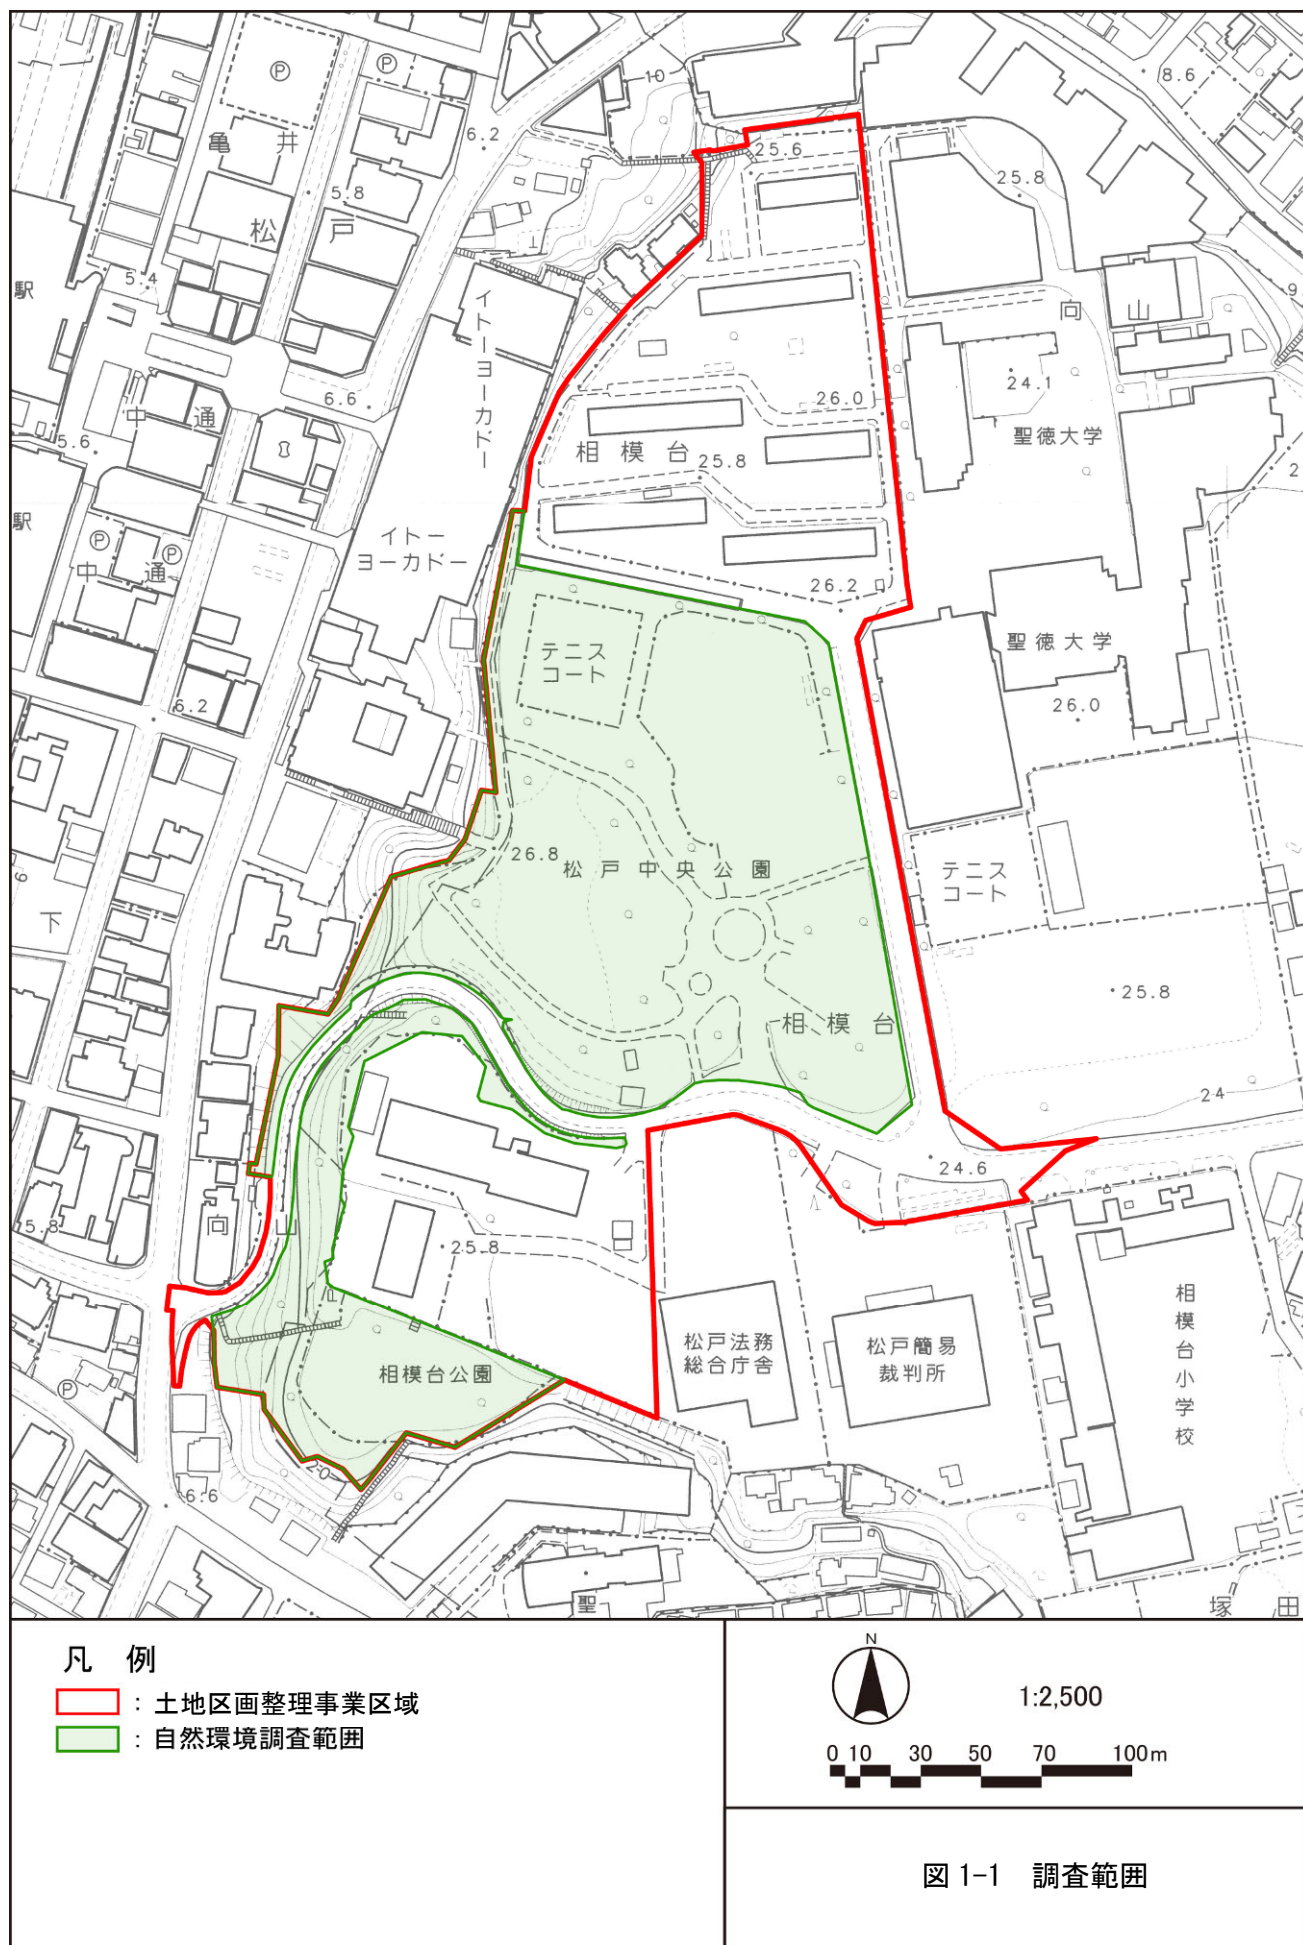 10
8.6
Ⓟ
Ⓟ
6.2
亀 井
25.6
25.8
5.8
松 戸
5.4
駅
9
イトーヨーカドー
向 山
24.1
6.6
26.0
中 通
聖徳大学
5.6
相 模 台
25.8
2
駅
Ⓟ
Ⓟ
イトー
ヨーカドー
中 通
26.2
テニス
コート
聖 徳 大 学
6.2
26.0
26.8
松 戸 中 央 公 園
テニス
コート
下
25.8
相 模 台
24
24.6
向 山
5.8
25.8
相模台小学校
松戸法務
総合庁舎
松戸簡易
裁判所
相模台公園
Ⓟ
20
6.6
聖
塚 田
凡 例
：土地区画整理事業区域
：自然環境調査範囲
N
1:2,500
0 10 30 50 70 100m
図 1-1 調査範囲